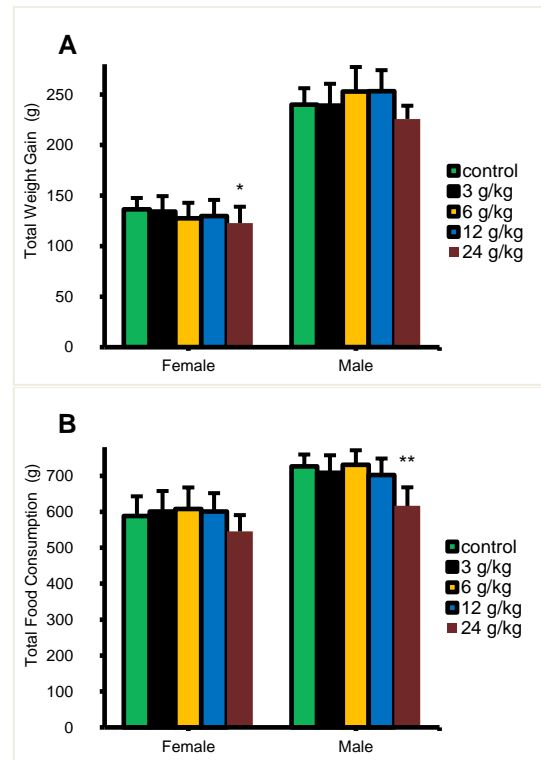 A
Total Weight Gain (g)
250
200
150
100
50
0
*
Female
Male
control
3 g/kg
6 g/kg
12 g/kg
24 g/kg
B
Total Food Consumption (g)
700
600
500
400
300
200
100
0
**
Female
Male
control
3 g/kg
6 g/kg
12 g/kg
24 g/kg